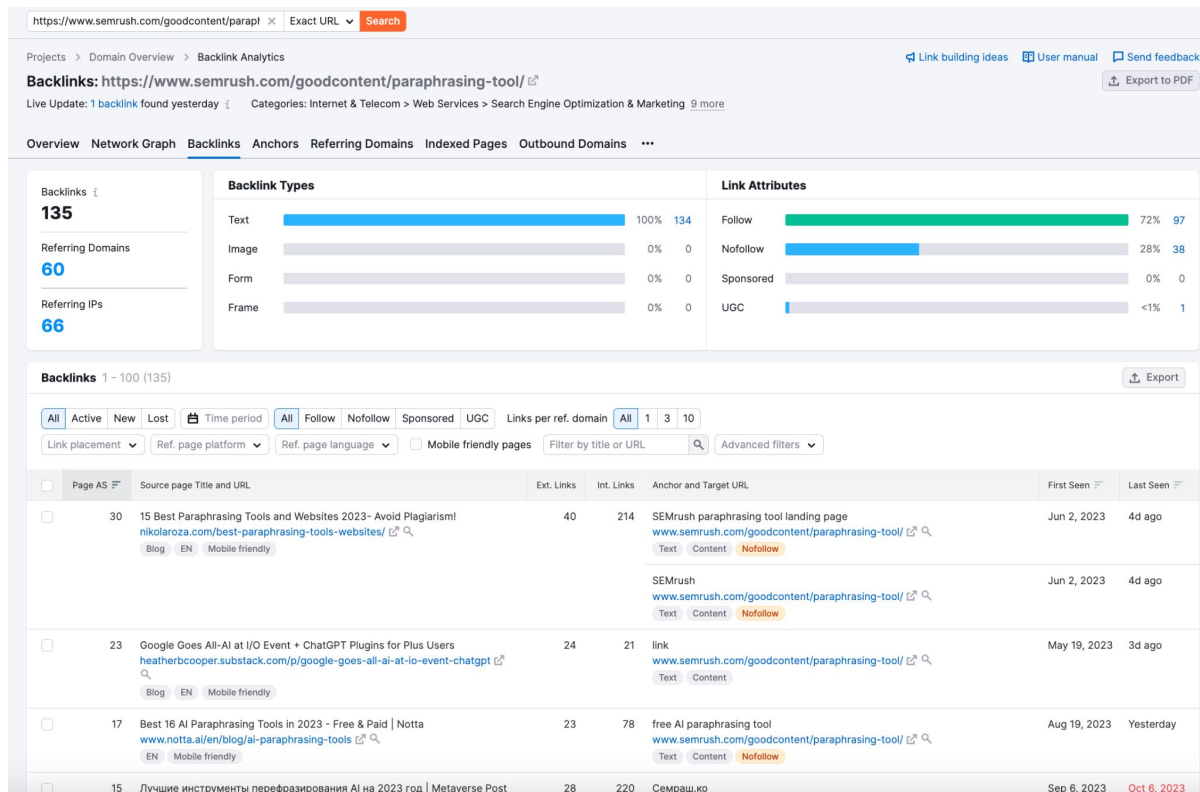 https://www.semrush.com/goodcontent/paraph × Exact URL Search
Projects > Domain Overview > Backlink Analytics
Link building ideas User manual Send feedback
Backlinks: https://www.semrush.com/goodcontent/paraphrasing-tool/
Export to PDF
Live Update: 1 backlink found yesterday i Categories: Internet & Telecom > Web Services > Search Engine Optimization & Marketing 9 more
Overview Network Graph Backlinks Anchors Referring Domains Indexed Pages Outbound Domains •••
Backlinks i
135
Referring Domains
60
Referring IPs
66
Backlink Types
Text 100% 134
Image 0% 0
Form 0% 0
Frame 0% 0
Link Attributes
Follow 72% 97
Nofollow 28% 38
Sponsored 0% 0
UGC <1% 1
Backlinks 1 - 100 (135)
Export
All Active New Lost Time period All Follow Nofollow Sponsored UGC Links per ref. domain All 1 3 10
Link placement Ref. page platform Ref. page language Mobile friendly pages Filter by title or URL Advanced filters
Page AS Source page Title and URL Ext. Links Int. Links Anchor and Target URL First Seen Last Seen
30 15 Best Paraphrasing Tools and Websites 2023- Avoid Plagiarism! 40 214 SEMrush paraphrasing tool landing page Jun 2, 2023 4d ago
nikolaroza.com/best-paraphrasing-tools-websites/ www.semrush.com/goodcontent/paraphrasing-tool/
Blog EN Mobile friendly Text Content Nofollow
SEMrush Jun 2, 2023 4d ago
www.semrush.com/goodcontent/paraphrasing-tool/
Text Content Nofollow
23 Google Goes All-AI at I/O Event + ChatGPT Plugins for Plus Users 24 21 link May 19, 2023 3d ago
heatherbcooper.substack.com/p/google-goes-all-ai-at-io-event-chatgpt www.semrush.com/goodcontent/paraphrasing-tool/
Text Content
Blog EN Mobile friendly
17 Best 16 AI Paraphrasing Tools in 2023 - Free & Paid | Notta 23 78 free AI paraphrasing tool Aug 19, 2023 Yesterday
www.notta.ai/en/blog/ai-paraphrasing-tools www.semrush.com/goodcontent/paraphrasing-tool/
EN Mobile friendly Text Content Nofollow
15 Лучшие инструменты перефразирования AI на 2023 год | Metaverse Post 28 220 Семраш.ко Sep 6, 2023 Oct 6, 2023